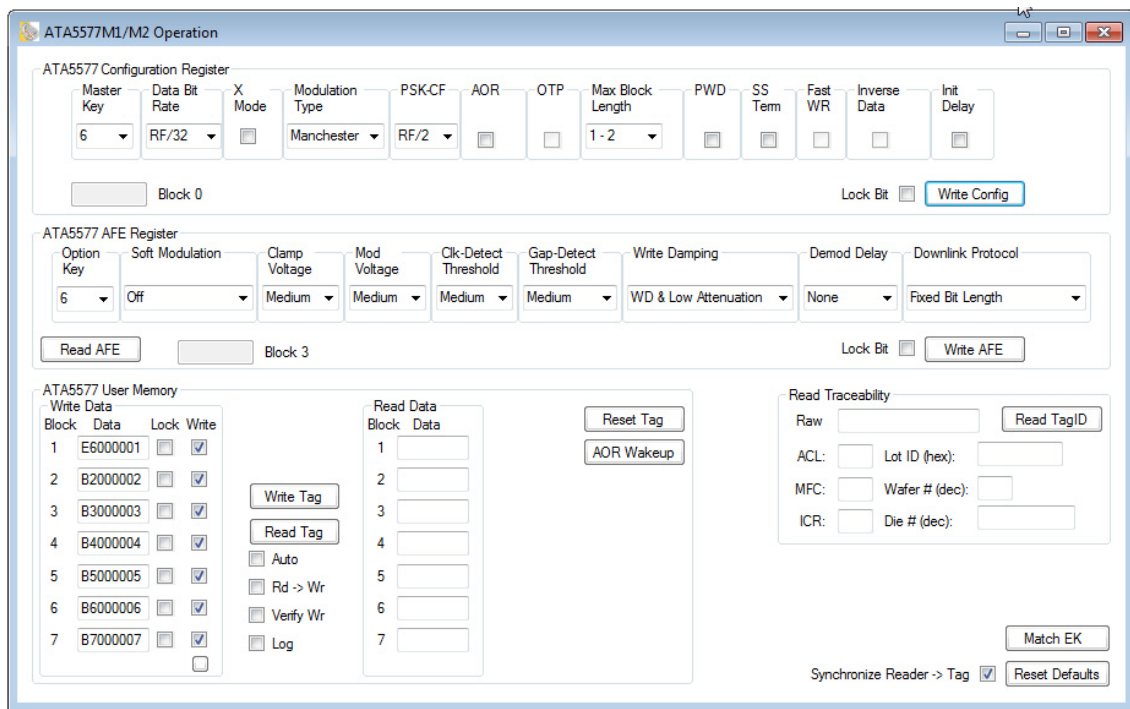 ATA5577M1/M2 Operation
ATA5577 Configuration Register
Master Key
Data Bit Rate
X Mode
Modulation Type
PSK-CF
AOR
OTP
Max Block Length
PWD
SS Term
Fast WR
Inverse Data
Init Delay
6
RF/32
Manchester
RF/2
1 - 2
Block 0
Lock Bit
Write Config
ATA5577 AFE Register
Option Key
Soft Modulation
Clamp Voltage
Mod Voltage
Clk-Detect Threshold
Gap-Detect Threshold
Write Damping
Demod Delay
Downlink Protocol
6
Off
Medium
Medium
Medium
Medium
WD & Low Attenuation
None
Fixed Bit Length
Read AFE
Block 3
Lock Bit
Write AFE
ATA5577 User Memory
Write Data
Block Data Lock Write
1 E6000001
2 B2000002
3 B3000003
4 B4000004
5 B5000005
6 B6000006
7 B7000007
Write Tag
Read Tag
Auto
Rd -> Wr
Verify Wr
Log
Read Data
Block Data
1
2
3
4
5
6
7
Reset Tag
AOR Wakeup
Read Traceability
Raw
Read TagID
ACL:
Lot ID (hex):
MFC:
Wafer # (dec):
ICR:
Die # (dec):
Match EK
Synchronize Reader -> Tag
Reset Defaults